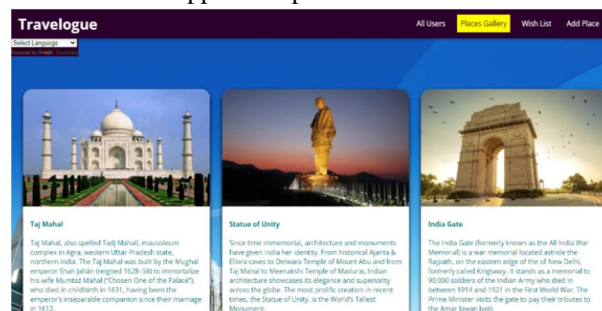 Travelogue
All Users Places Gallery Wish List Add Place
Select Language
Powered by Google Translate
Taj Mahal
Taj Mahal, also spelled Tadj Mahall, mausoleum
complex in Agra, western Uttar Pradesh state,
northern India. The Taj Mahal was built by the Mughal
emperor Shah Jahān (reigned 1628–58) to immortalize
his wife Mumtaz Mahal ("Chosen One of the Palace"),
who died in childbirth in 1631, having been the
emperor's inseparable companion since their marriage
in 1612.
Statue of Unity
Since time immemorial, architecture and monuments
have given India her identity. From historical Ajanta &
Ellora caves to Delwara Temple of Mount Abu and from
Taj Mahal to Meenakshi Temple of Madurai, Indian
architecture showcases its elegance and superiority
across the globe. The most prolific creation in recent
times, the Statue of Unity, is the World's Tallest
Monument.
India Gate
The India Gate (formerly known as the All India War
Memorial) is a war memorial located astride the
Rajpath, on the eastern edge of the of New Delhi,
formerly called Kingsway. It stands as a memorial to
90,000 soldiers of the Indian Army who died in
between 1914 and 1921 in the First World War. The
Prime Minister visits the gate to pay their tributes to
the Amar Jawan Jyoti.